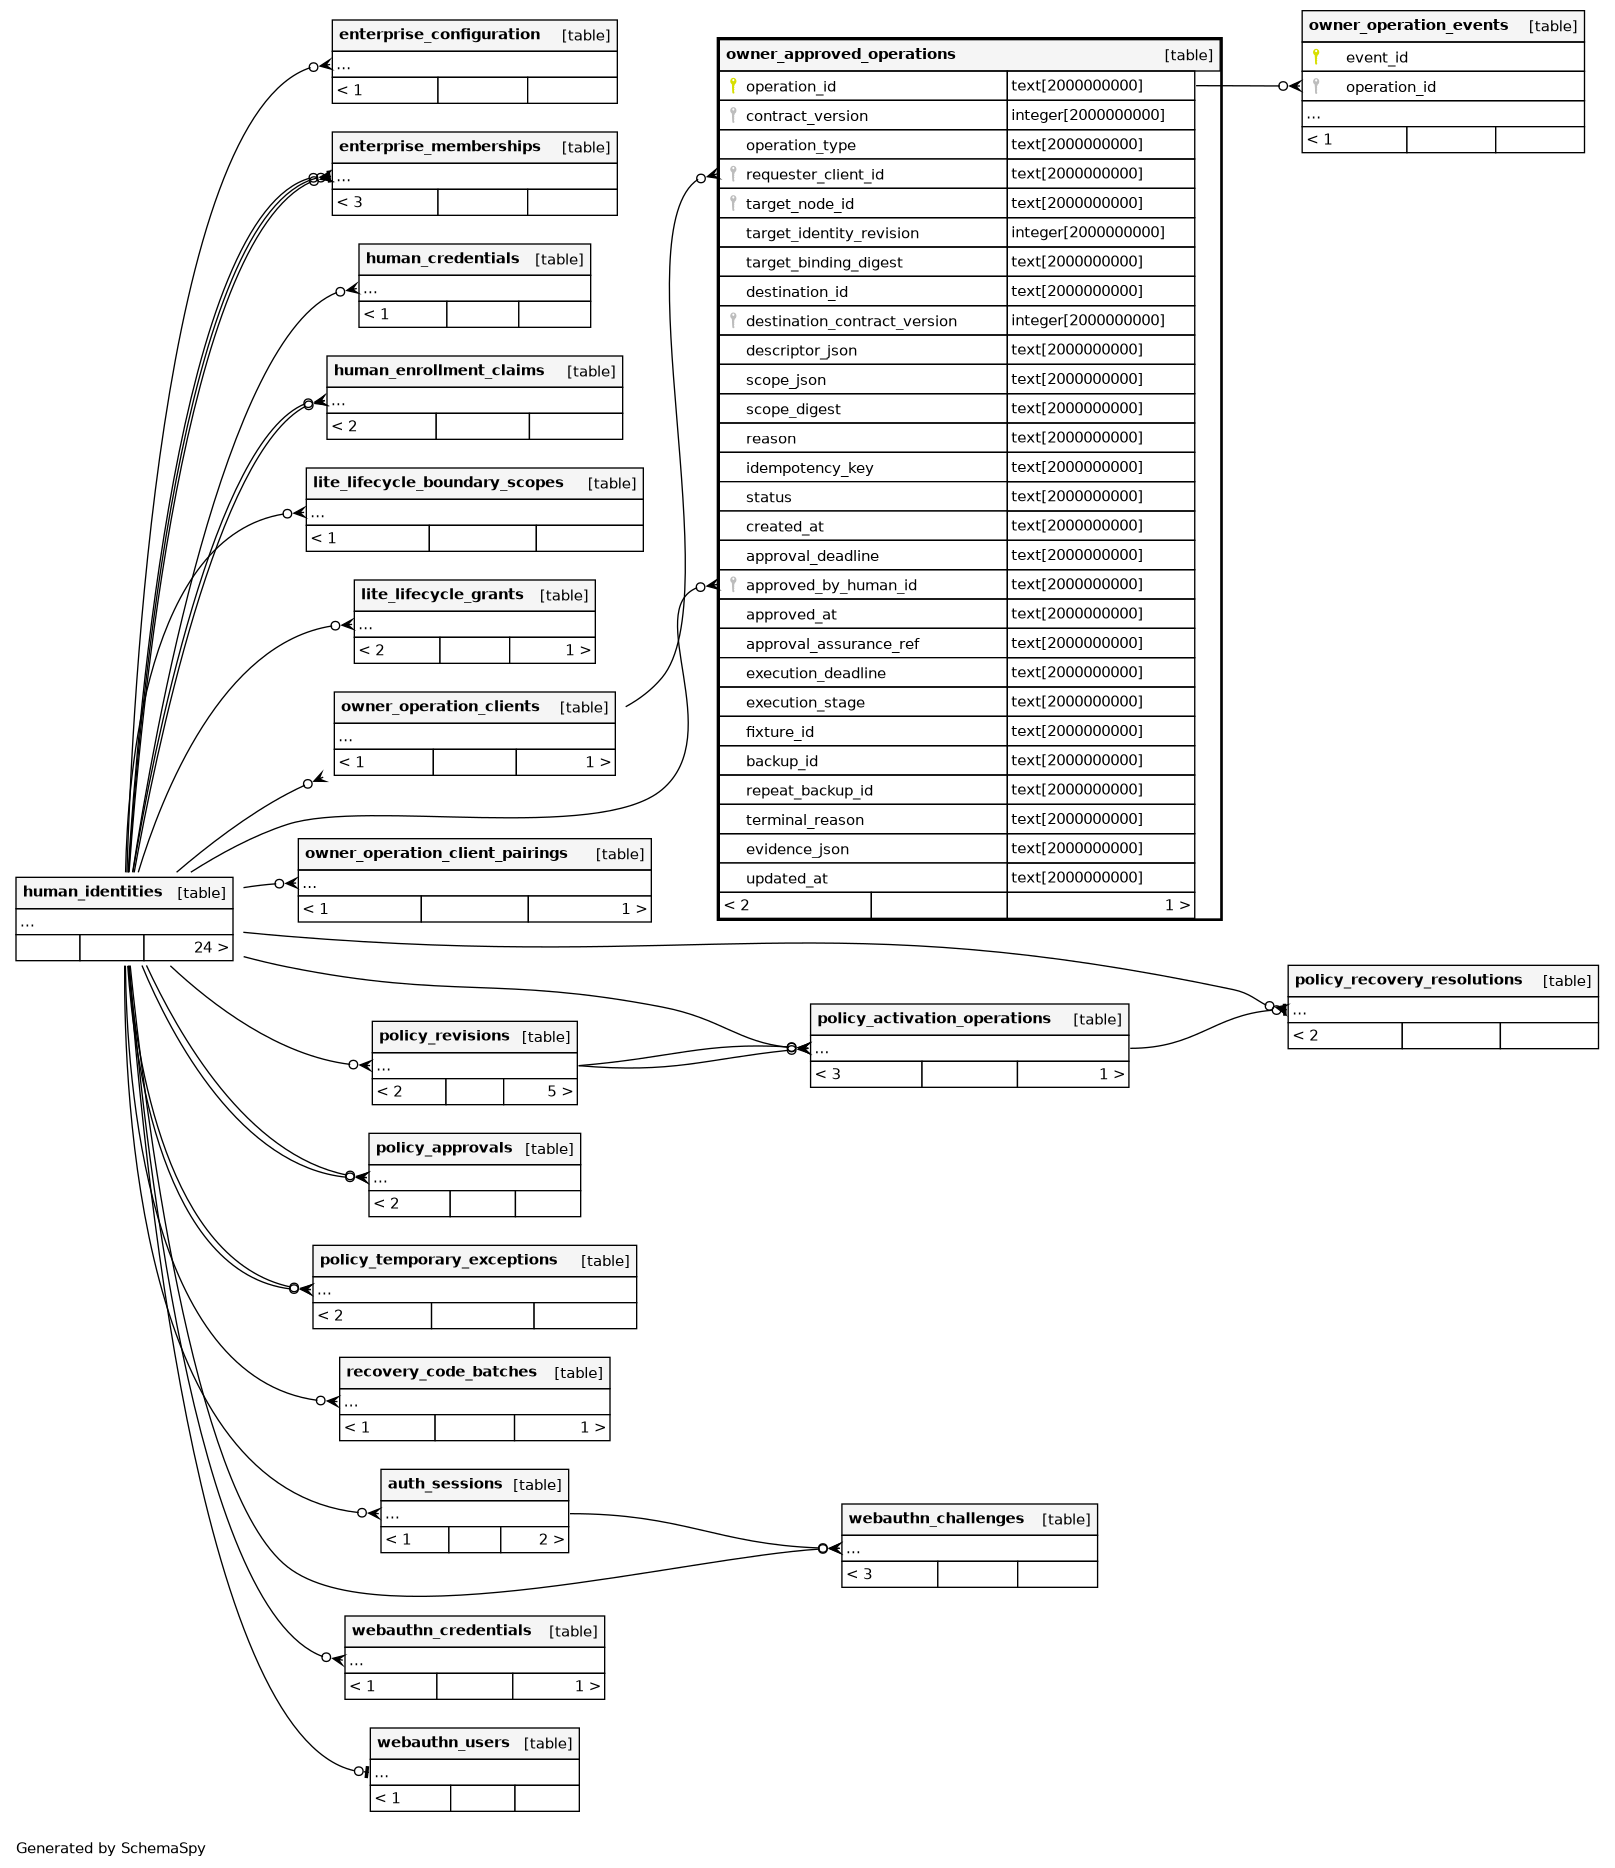 enterprise_configuration [table]
...
< 1
enterprise_memberships [table]
...
< 3
human_credentials [table]
...
< 1
human_enrollment_claims [table]
...
< 2
lite_lifecycle_boundary_scopes [table]
...
< 1
lite_lifecycle_grants [table]
...
< 2 1 >
owner_operation_clients [table]
...
< 1 1 >
owner_operation_client_pairings [table]
...
< 1 1 >
human_identities [table]
...
24 >
owner_approved_operations [table]
operation_id text[2000000000]
contract_version integer[2000000000]
operation_type text[2000000000]
requester_client_id text[2000000000]
target_node_id text[2000000000]
target_identity_revision integer[2000000000]
target_binding_digest text[2000000000]
destination_id text[2000000000]
destination_contract_version integer[2000000000]
descriptor_json text[2000000000]
scope_json text[2000000000]
scope_digest text[2000000000]
reason text[2000000000]
idempotency_key text[2000000000]
status text[2000000000]
created_at text[2000000000]
approval_deadline text[2000000000]
approved_by_human_id text[2000000000]
approved_at text[2000000000]
approval_assurance_ref text[2000000000]
execution_deadline text[2000000000]
execution_stage text[2000000000]
fixture_id text[2000000000]
backup_id text[2000000000]
repeat_backup_id text[2000000000]
terminal_reason text[2000000000]
evidence_json text[2000000000]
updated_at text[2000000000]
< 2 1 >
owner_operation_events [table]
event_id
operation_id
...
< 1
policy_revisions [table]
...
< 2 5 >
policy_activation_operations [table]
...
< 3 1 >
policy_recovery_resolutions [table]
...
< 2
policy_approvals [table]
...
< 2
policy_temporary_exceptions [table]
...
< 2
recovery_code_batches [table]
...
< 1 1 >
auth_sessions [table]
...
< 1 2 >
webauthn_challenges [table]
...
< 3
webauthn_credentials [table]
...
< 1 1 >
webauthn_users [table]
...
< 1
Generated by SchemaSpy